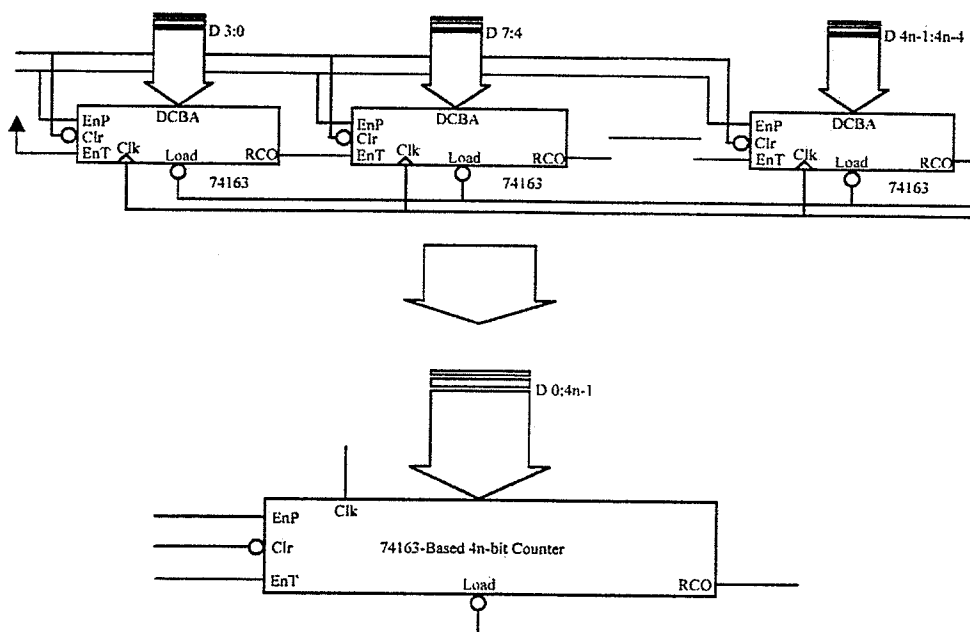 D 3:0
D 7:4
D 4n-1:4n-4
EnP
DCBA
Clr
EnT
Clk
Load
RCO
74163
EnP
DCBA
Clr
EnT
Clk
Load
RCO
74163
EnP
DCBA
Clr
EnT
Clk
Load
RCO
74163
D 0:4n-1
Clk
EnP
Clr
74163-Based 4n-bit Counter
EnT
Load
RCO